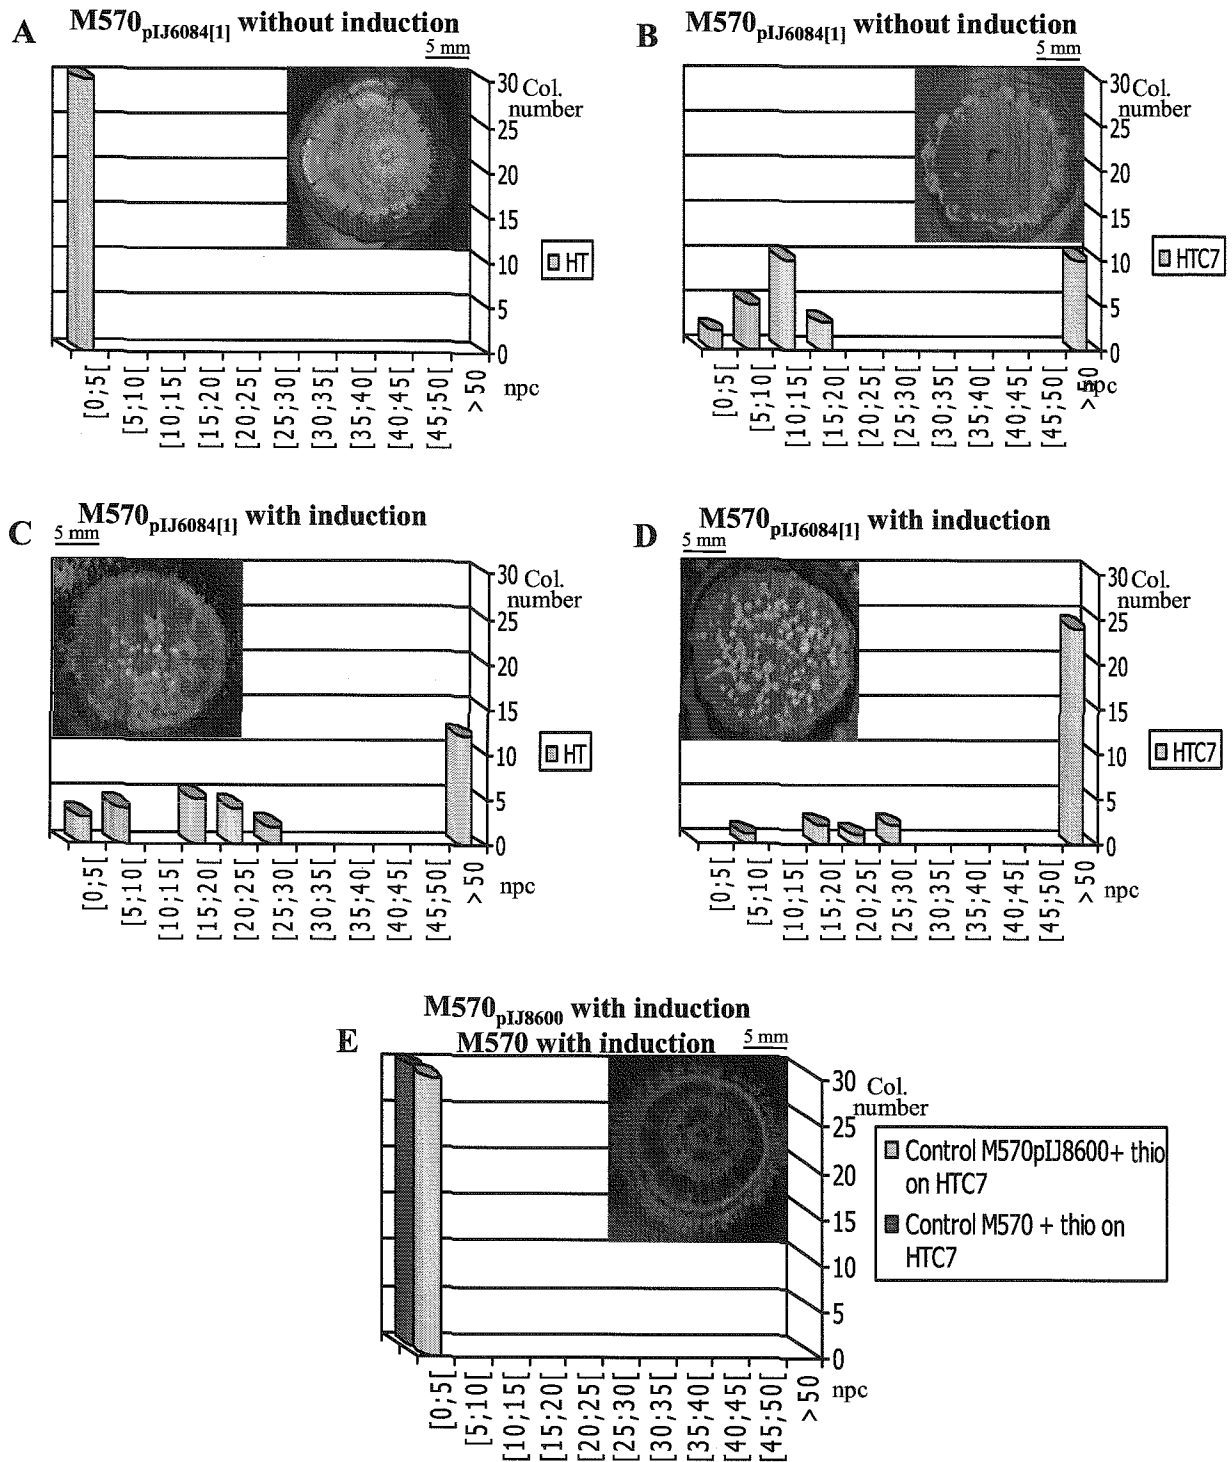 A
M570pIJ6084[1] without induction
5 mm
30
25
20
15
10
5
0
Col.
number
HT
[0;5[
[5;10[
[10;15[
[15;20[
[20;25[
[25;30[
[30;35[
[35;40[
[40;45[
[45;50[
>50
npc
B
M570pIJ6084[1] without induction
5 mm
30
25
20
15
10
5
0
Col.
number
HTC7
[0;5[
[5;10[
[10;15[
[15;20[
[20;25[
[25;30[
[30;35[
[35;40[
[40;45[
[45;50[
>50
npc
C
M570pIJ6084[1] with induction
5 mm
30
25
20
15
10
5
0
Col.
number
HT
[0;5[
[5;10[
[10;15[
[15;20[
[20;25[
[25;30[
[30;35[
[35;40[
[40;45[
[45;50[
>50
npc
D
M570pIJ6084[1] with induction
5 mm
30
25
20
15
10
5
0
Col.
number
HTC7
[0;5[
[5;10[
[10;15[
[15;20[
[20;25[
[25;30[
[30;35[
[35;40[
[40;45[
[45;50[
>50
npc
E
M570pIJ8600 with induction
M570 with induction
5 mm
30
25
20
15
10
5
0
Col.
number
Control M570pIJ8600+ thio
on HTC7
Control M570 + thio on
HTC7
[0;5[
[5;10[
[10;15[
[15;20[
[20;25[
[25;30[
[30;35[
[35;40[
[40;45[
[45;50[
>50
npc